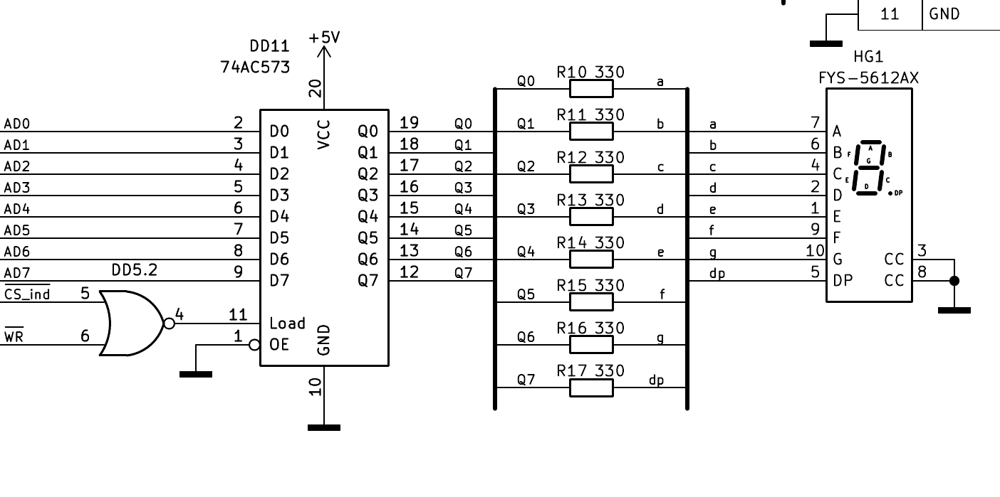 11 GND
HG1
FYS-5612AX
DD11
74AC573
+5V
20
AD0 2 D0 VCC Q0 19 Q0
AD1 3 D1 Q1 18 Q1
AD2 4 D2 Q2 17 Q2
AD3 5 D3 Q3 16 Q3
AD4 6 D4 Q4 15 Q4
AD5 7 D5 Q5 14 Q5
AD6 8 D6 Q6 13 Q6
AD7 9 D7 Q7 12 Q7
DD5.2
CS_ind 5
4 11 Load
WR 6
1 OE GND
10
Q0 R10 330 a
Q1 R11 330 b
Q2 R12 330 c
Q3 R13 330 d
Q4 R14 330 e
Q5 R15 330 f
Q6 R16 330 g
Q7 R17 330 dp
a 7 A
b 6 B
c 4 C
d 2 D
e 1 E
f 9 F
g 10 G CC 3
dp 5 DP CC 8
A
F B
G
E C
D
DP